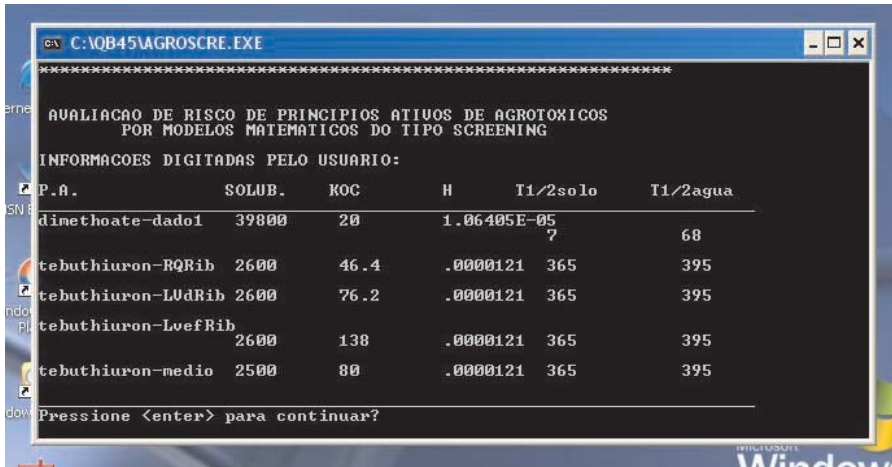 C:\QB45\AGROSCRE.EXE
AVALIACAO DE RISCO DE PRINCIPIOS ATIVOS DE AGROTOXICOS
POR MODELOS MATEMATICOS DO TIPO SCREENING
INFORMACOES DIGITADAS PELO USUARIO:
P.A. SOLUB. KOC H T1/2solo T1/2agua
dimethoate-dado1 39800 20 1.06405E-05
7 68
tebuthiuron-RQRib 2600 46.4 .0000121 365 395
tebuthiuron-LVdRib 2600 76.2 .0000121 365 395
tebuthiuron-LvefRib
2600 138 .0000121 365 395
tebuthiuron-medio 2500 80 .0000121 365 395
Pressione <enter> para continuar?
Microsoft
Window